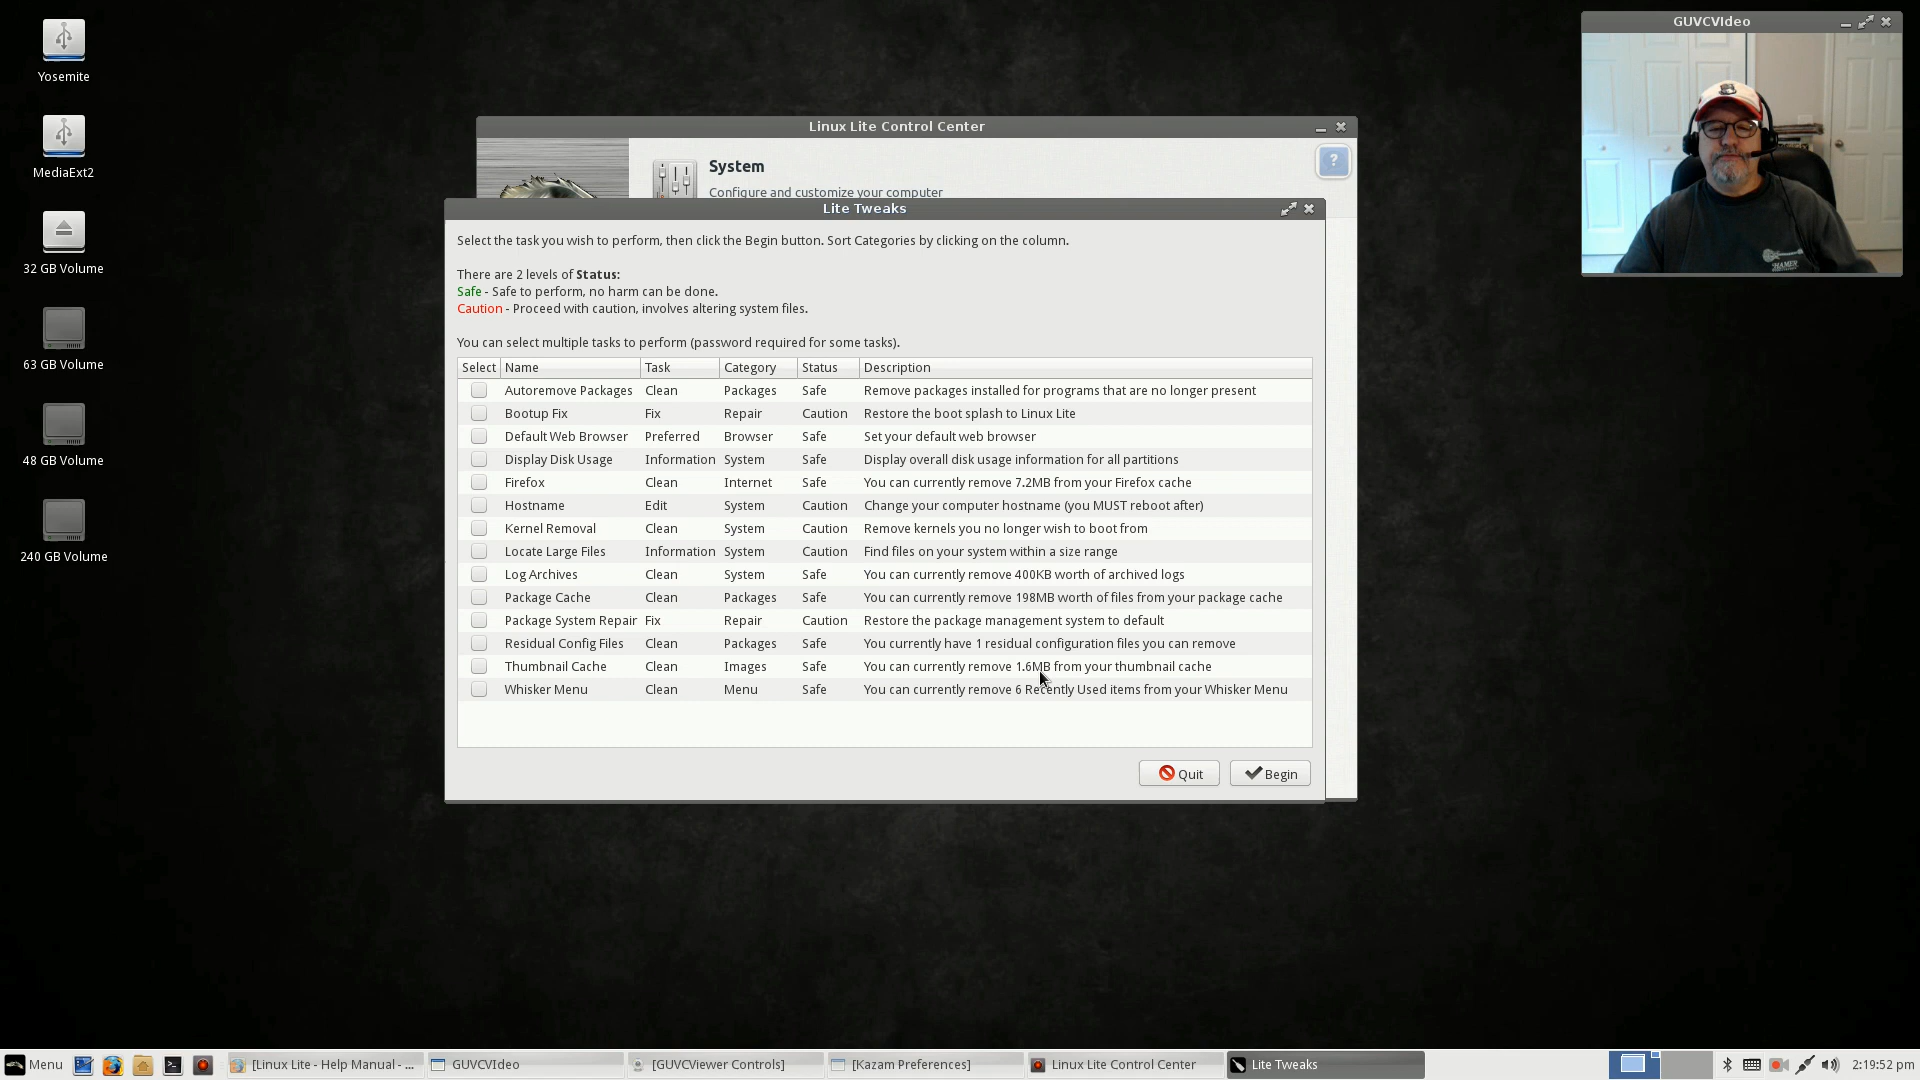 Yosemite
MediaExt2
32 GB Volume
63 GB Volume
48 GB Volume
240 GB Volume
GUVCVIdeo
HAMER
Linux Lite Control Center
System
Configure and customize your computer
?
Lite Tweaks
Select the task you wish to perform, then click the Begin button. Sort Categories by clicking on the column.
There are 2 levels of Status:
Safe - Safe to perform, no harm can be done.
Caution - Proceed with caution, involves altering system files.
You can select multiple tasks to perform (password required for some tasks).
Select Name Task Category Status Description
Autoremove Packages Clean Packages Safe Remove packages installed for programs that are no longer present
Bootup Fix Fix Repair Caution Restore the boot splash to Linux Lite
Default Web Browser Preferred Browser Safe Set your default web browser
Display Disk Usage Information System Safe Display overall disk usage information for all partitions
Firefox Clean Internet Safe You can currently remove 7.2MB from your Firefox cache
Hostname Edit System Caution Change your computer hostname (you MUST reboot after)
Kernel Removal Clean System Caution Remove kernels you no longer wish to boot from
Locate Large Files Information System Caution Find files on your system within a size range
Log Archives Clean System Safe You can currently remove 400KB worth of archived logs
Package Cache Clean Packages Safe You can currently remove 198MB worth of files from your package cache
Package System Repair Fix Repair Caution Restore the package management system to default
Residual Config Files Clean Packages Safe You currently have 1 residual configuration files you can remove
Thumbnail Cache Clean Images Safe You can currently remove 1.6MB from your thumbnail cache
Whisker Menu Clean Menu Safe You can currently remove 6 Recently Used items from your Whisker Menu
Quit Begin
Menu [Linux Lite - Help Manual - ... GUVCVIdeo [GUVCViewer Controls] [Kazam Preferences] Linux Lite Control Center Lite Tweaks 2:19:52 pm